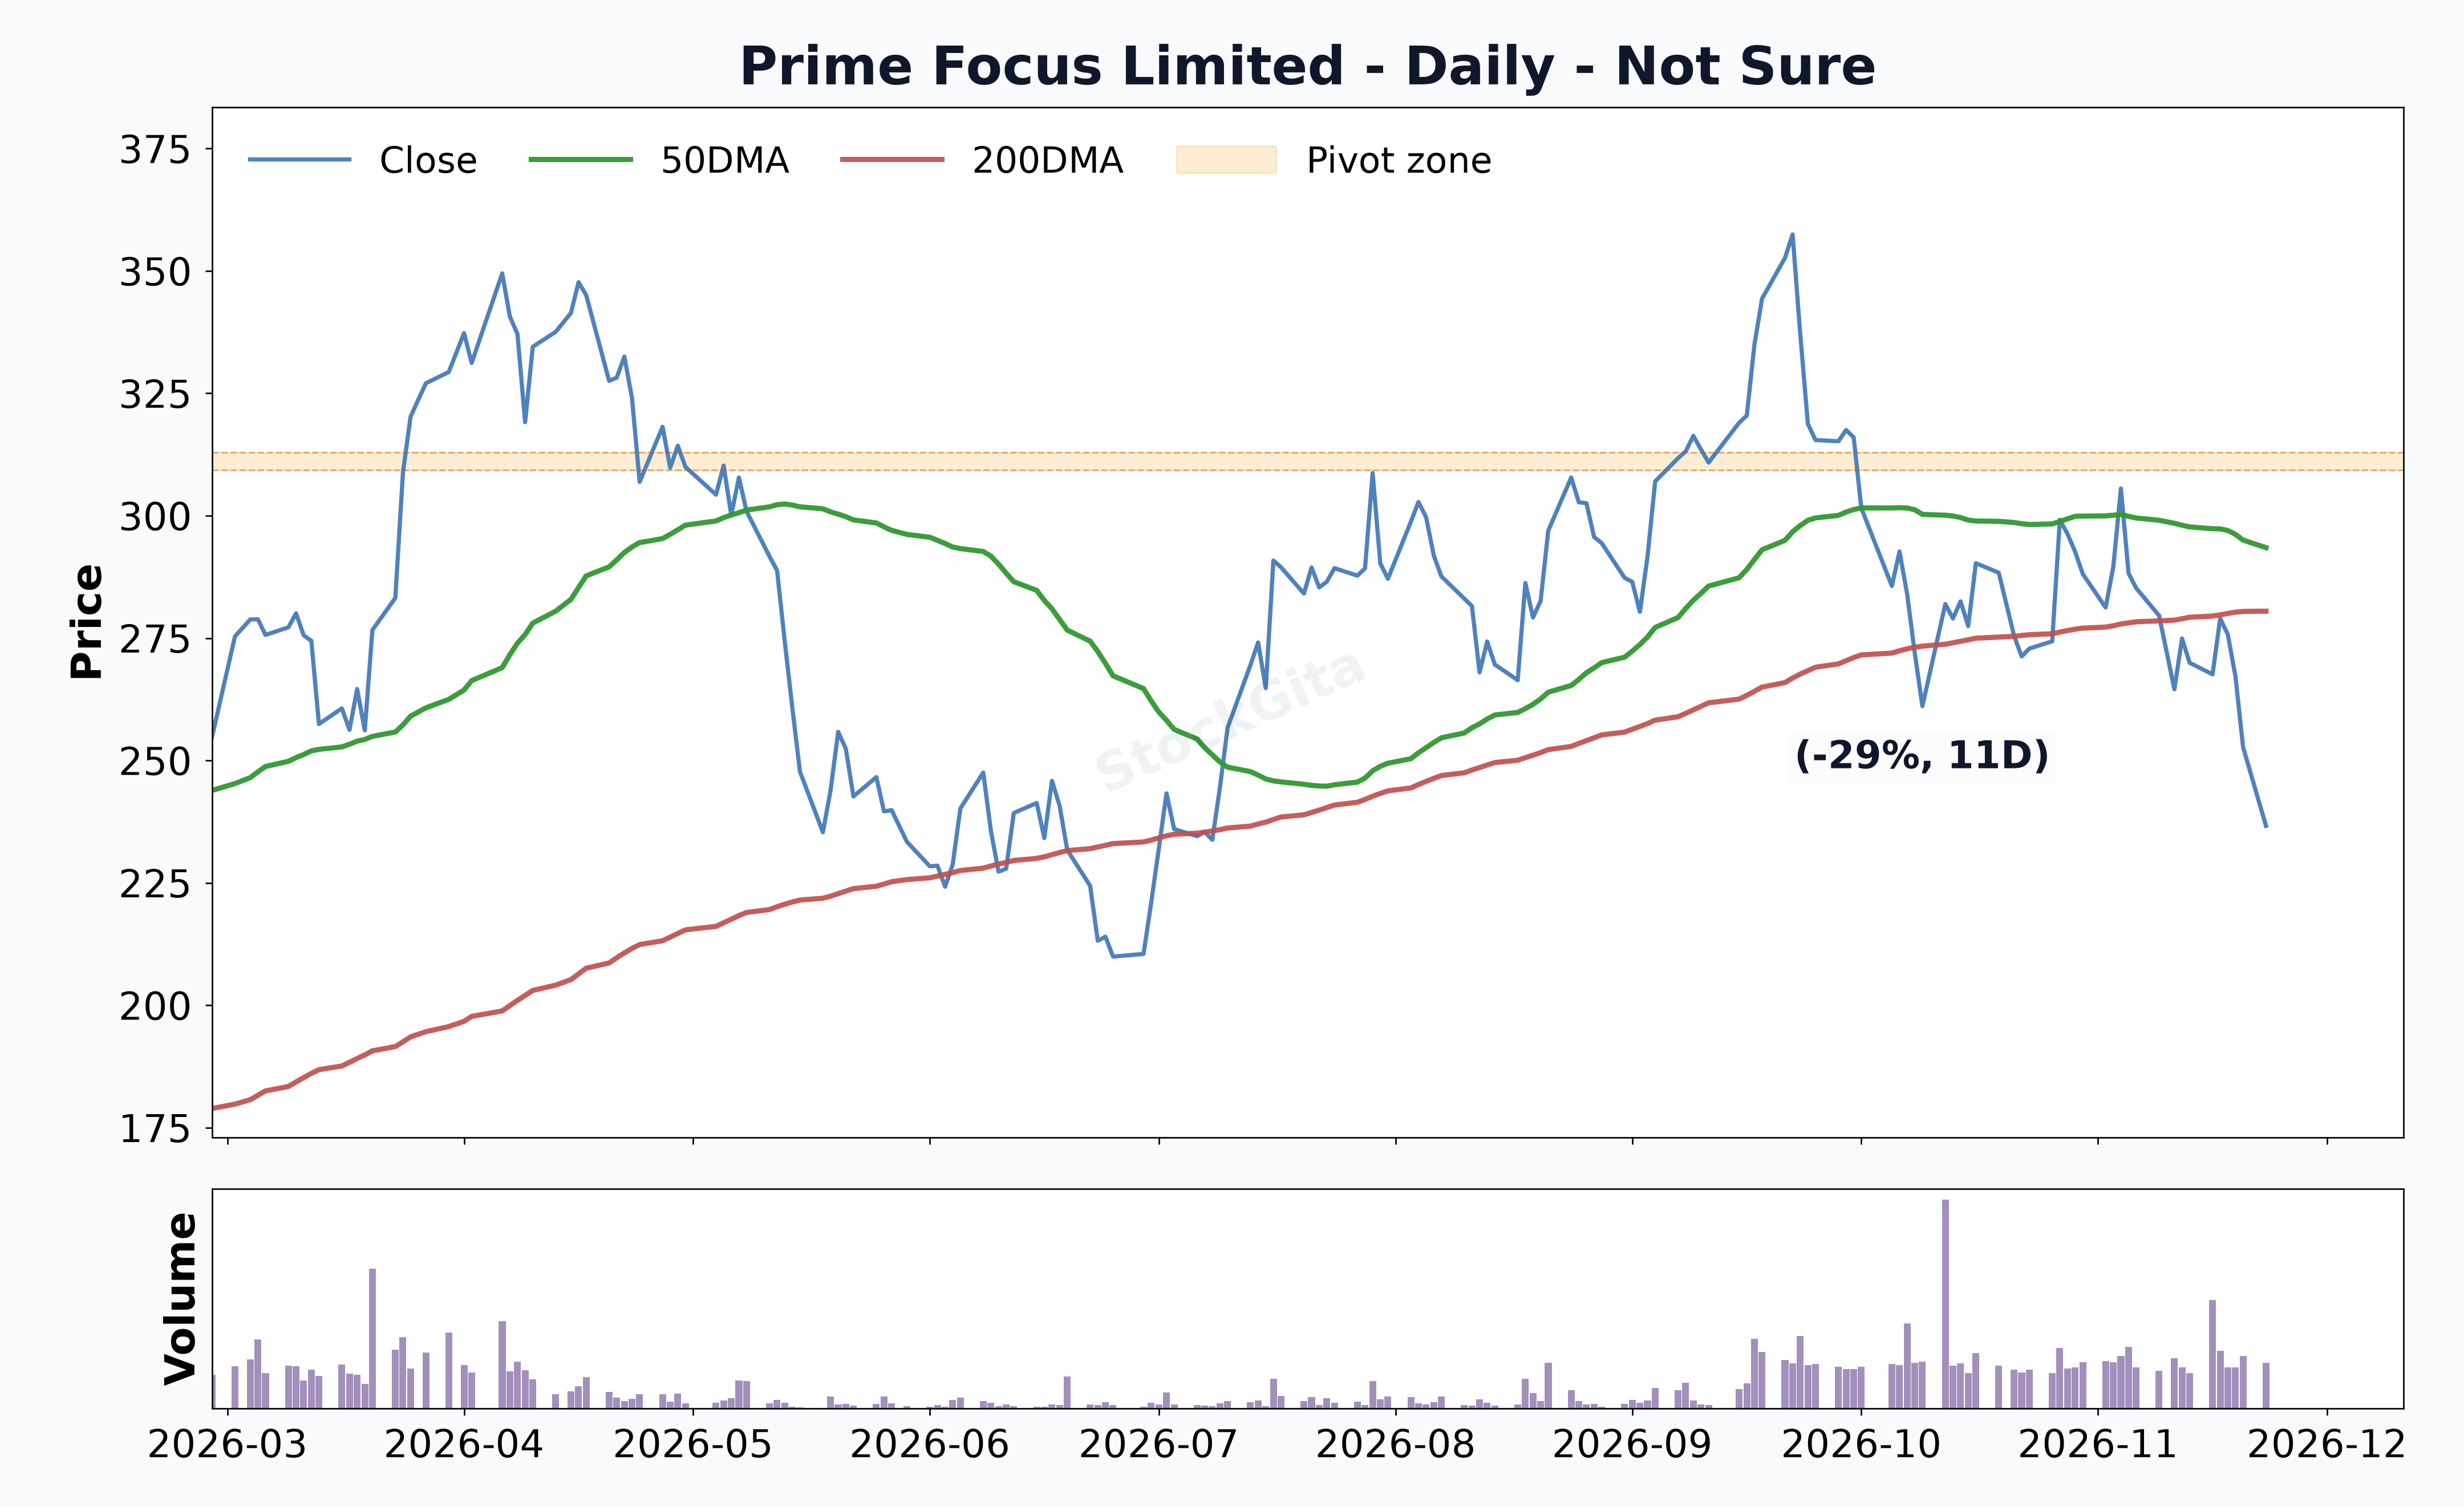 Prime Focus Limited - Daily - Not Sure
Close
50DMA
200DMA
Pivot zone
Price
375
350
325
300
275
250
225
200
175
StockGita
(-29%, 11D)
Volume
2026-03
2026-04
2026-05
2026-06
2026-07
2026-08
2026-09
2026-10
2026-11
2026-12